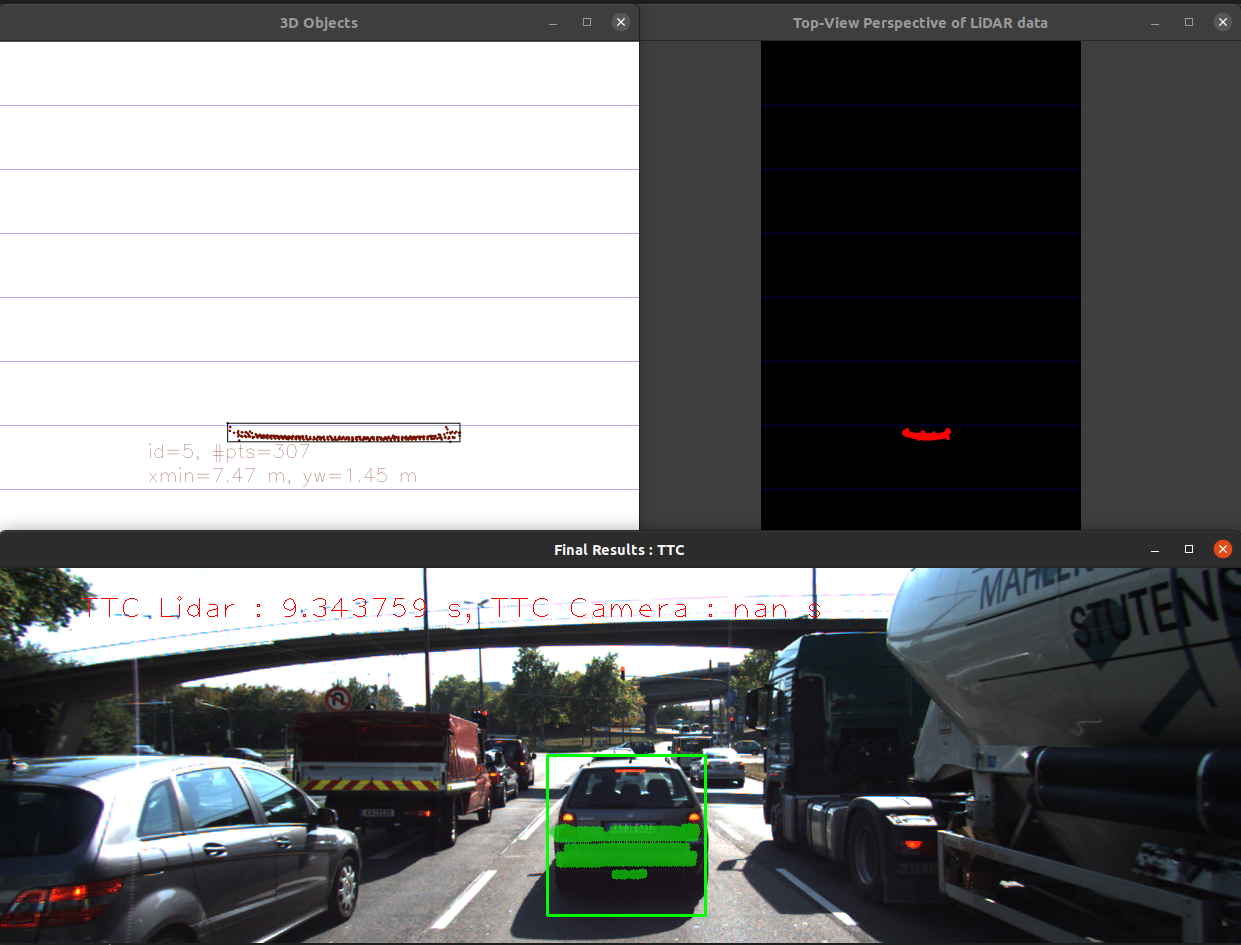 3D Objects
Top-View Perspective of LiDAR data
id=5, #pts=307
xmin=7.47 m, yw=1.45 m
Final Results : TTC
TTC Lidar : 9.343759 s, TTC Camera : nan s
STUTENS